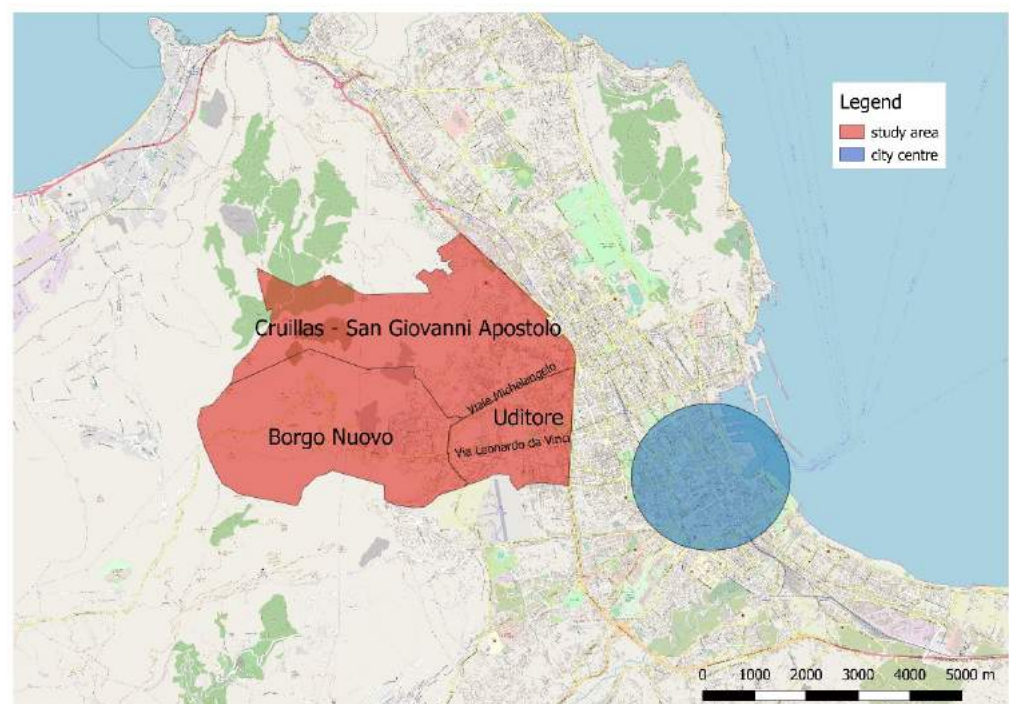 Legend
study area
city centre
Cruillas - San Giovanni Apostolo
Viale Michelangelo
Uditore
Borgo Nuovo
Via Leonardo da Vinci
0 1000 2000 3000 4000 5000 m